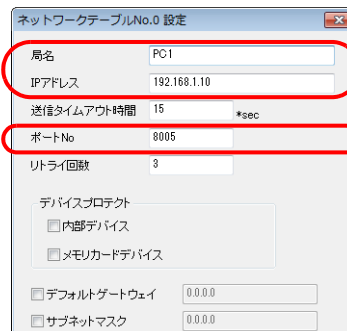 ネットワークテーブルNo.0 設定
局名 PC1
IPアドレス 192.168.1.10
送信タイムアウト時間 15 *sec
ポートNo 8005
リトライ回数 3
デバイスプロテクト
内部デバイス
メモリカードデバイス
デフォルトゲートウェイ 0.0.0.0
サブネットマスク 0.0.0.0